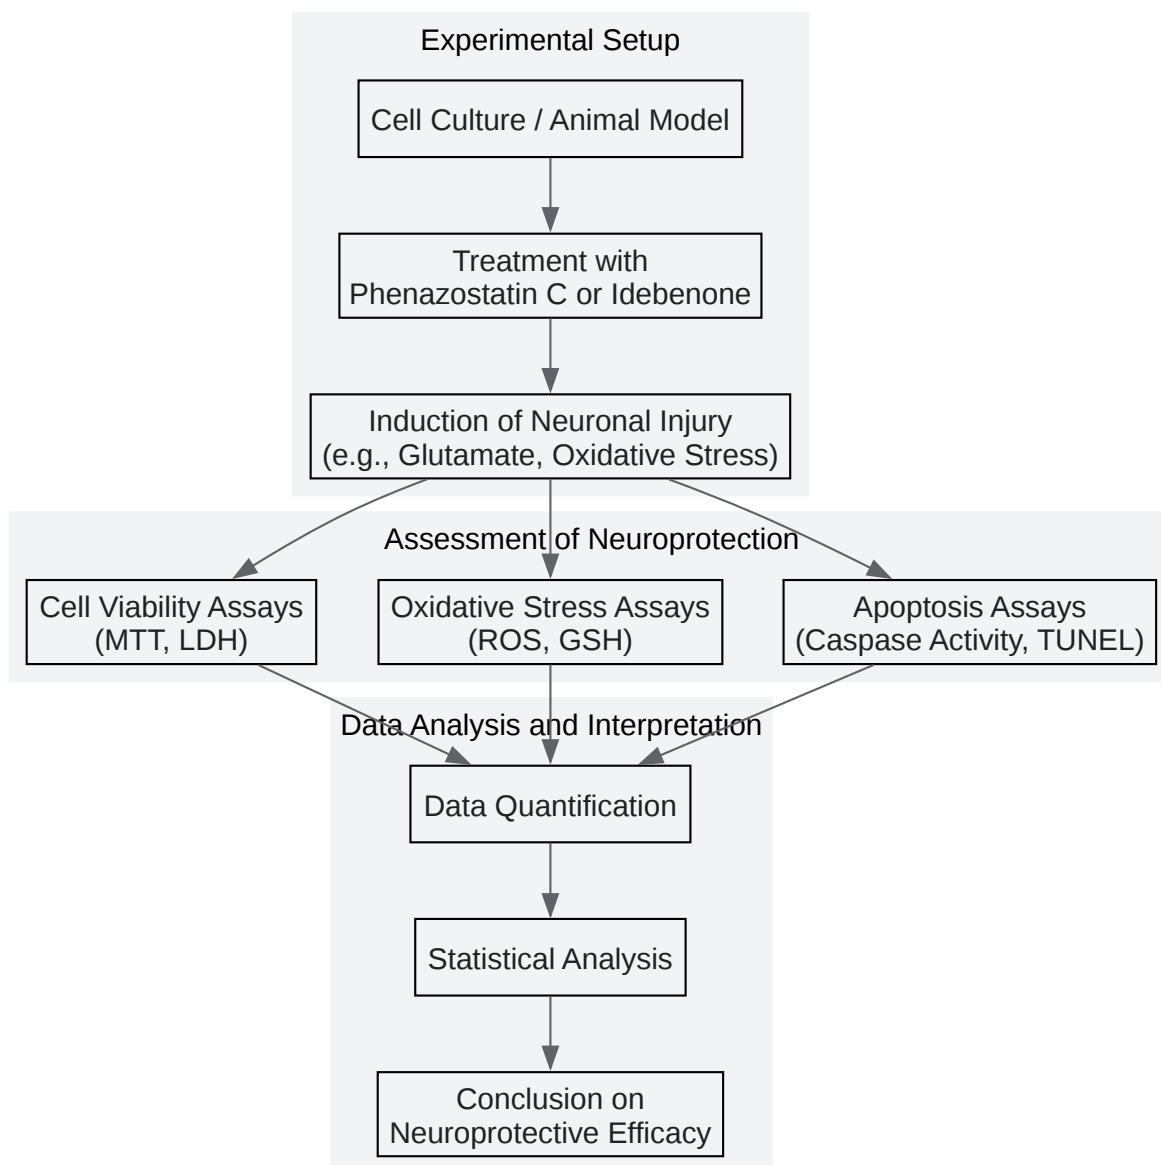 Experimental Setup
Cell Culture / Animal Model
Treatment with
Phenazostatin C or Idebenone
Induction of Neuronal Injury
(e.g., Glutamate, Oxidative Stress)
Assessment of Neuroprotection
Cell Viability Assays
(MTT, LDH)
Oxidative Stress Assays
(ROS, GSH)
Apoptosis Assays
(Caspase Activity, TUNEL)
Data Analysis and Interpretation
Data Quantification
Statistical Analysis
Conclusion on
Neuroprotective Efficacy